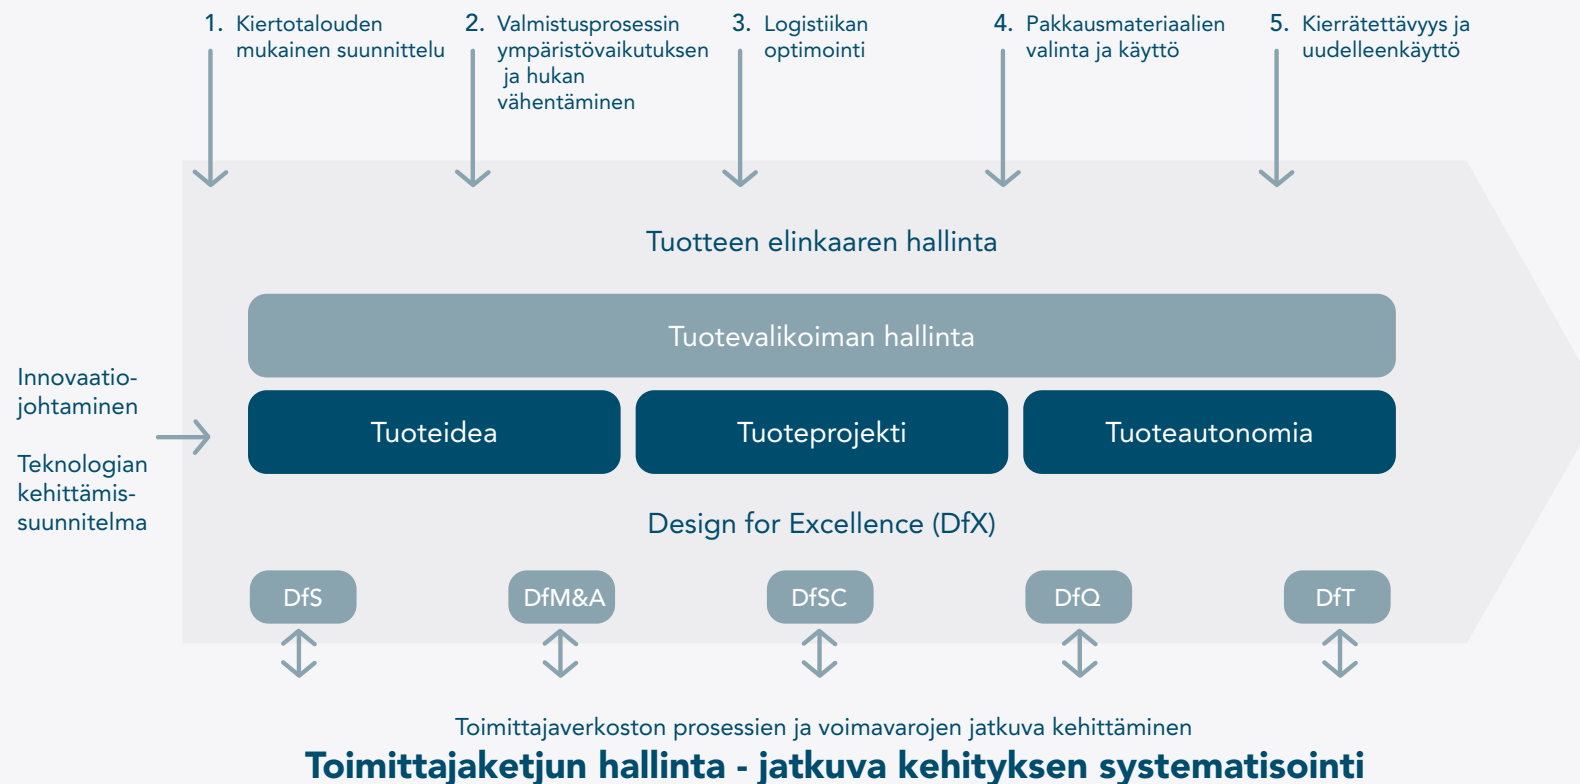 1. Kiertotalouden
mukainen suunnittelu
2. Valmistusprosessin
ympäristövaikutuksen
ja hukan
vähentäminen
3. Logistiikan
optimointi
4. Pakkausmateriaalien
valinta ja käyttö
5. Kierrätettävyys ja
uudelleenkäyttö
Tuotteen elinkaaren hallinta
Tuotevalikoiman hallinta
Innovaatio-
johtaminen
Teknologian
kehittämis-
suunnitelma
Tuoteidea
Tuoteprojekti
Tuoteautonomia
Design for Excellence (DfX)
DfS
DfM&A
DfSC
DfQ
DfT
Toimittajaverkoston prosessien ja voimavarojen jatkuva kehittäminen
Toimittajaketjun hallinta - jatkuva kehityksen systematisointi